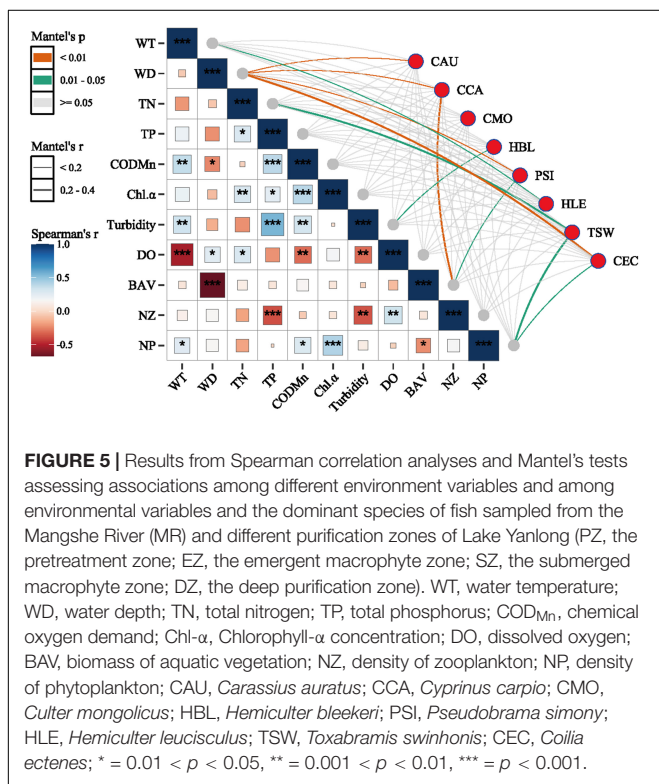 Mantel's p
< 0.01
0.01 - 0.05
>= 0.05
Mantel's r
< 0.2
0.2 - 0.4
Spearman's r
1.0
0.5
0.0
-0.5
WT ***
WD ***
TN ***
TP * ***
CODMn ** * *** ***
Chl.α ** * *** ***
Turbidity ** *** ** ***
DO *** * * ** ** ***
BAV *** ***
NZ *** ** ** ***
NP * * *** * ***
WT WD TN TP CODMn Chl.α Turbidity DO BAV NZ NP
CAU
CCA
CMO
HBL
PSI
HLE
TSW
CEC
FIGURE 5 | Results from Spearman correlation analyses and Mantel's tests
assessing associations among different environment variables and among
environmental variables and the dominant species of fish sampled from the
Mangshe River (MR) and different purification zones of Lake Yanlong (PZ, the
pretreatment zone; EZ, the emergent macrophyte zone; SZ, the submerged
macrophyte zone; DZ, the deep purification zone). WT, water temperature;
WD, water depth; TN, total nitrogen; TP, total phosphorus; CODMn, chemical
oxygen demand; Chl-α, Chlorophyll-α concentration; DO, dissolved oxygen;
BAV, biomass of aquatic vegetation; NZ, density of zooplankton; NP, density
of phytoplankton; CAU, Carassius auratus; CCA, Cyprinus carpio; CMO,
Culter mongolicus; HBL, Hemiculter bleekeri; PSI, Pseudobrama simony;
HLE, Hemiculter leucisculus; TSW, Toxabramis swinhonis; CEC, Coilia
ectenes; * = 0.01 < p < 0.05, ** = 0.001 < p < 0.01, *** = p < 0.001.